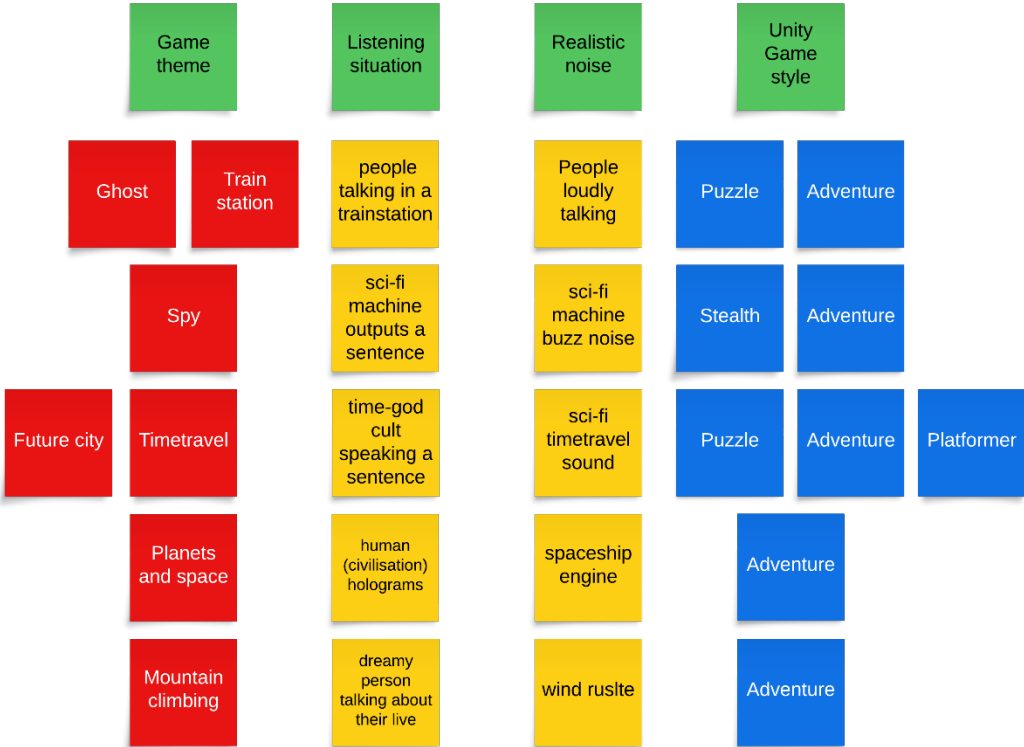 Game
theme
Listening
situation
Realistic
noise
Unity
Game
style
Ghost
Train
station
people
talking in a
trainstation
People
loudly
talking
Puzzle
Adventure
Spy
sci-fi
machine
outputs a
sentence
sci-fi
machine
buzz noise
Stealth
Adventure
Future city
Timetravel
time-god
cult
speaking a
sentence
sci-fi
timetravel
sound
Puzzle
Adventure
Platformer
Planets
and space
human
(civilisation)
holograms
spaceship
engine
Adventure
Mountain
climbing
dreamy
person
talking about
their live
wind ruslte
Adventure